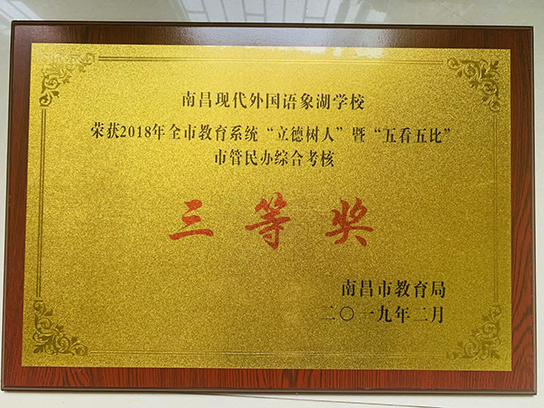 南昌现代外国语象湖学校
荣获2018年全市教育系统“立德树人”暨“五看五比”
市管民办综合考核
三等奖
南昌市教育局
二〇一九年二月